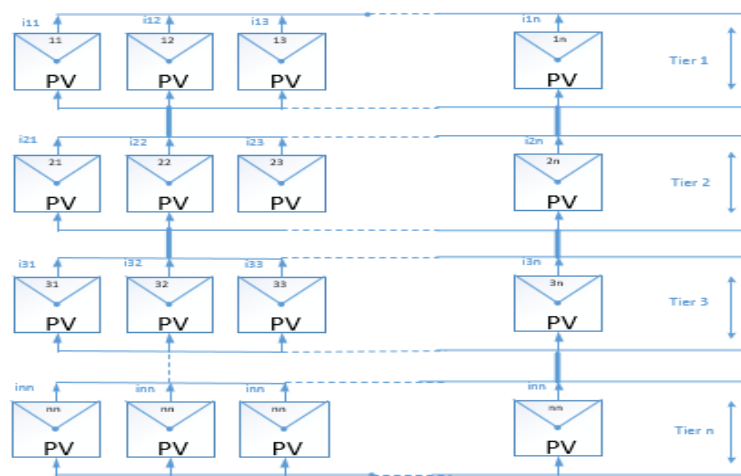 i11 i12 i13 i1n
11 12 13 1n
PV PV PV PV
Tier 1
i21 i22 i23 i2n
21 22 23 2n
PV PV PV PV
Tier 2
i31 i32 i33 i3n
31 32 33 3n
PV PV PV PV
Tier 3
inn inn inn inn
nn nn nn nn
PV PV PV PV
Tier n